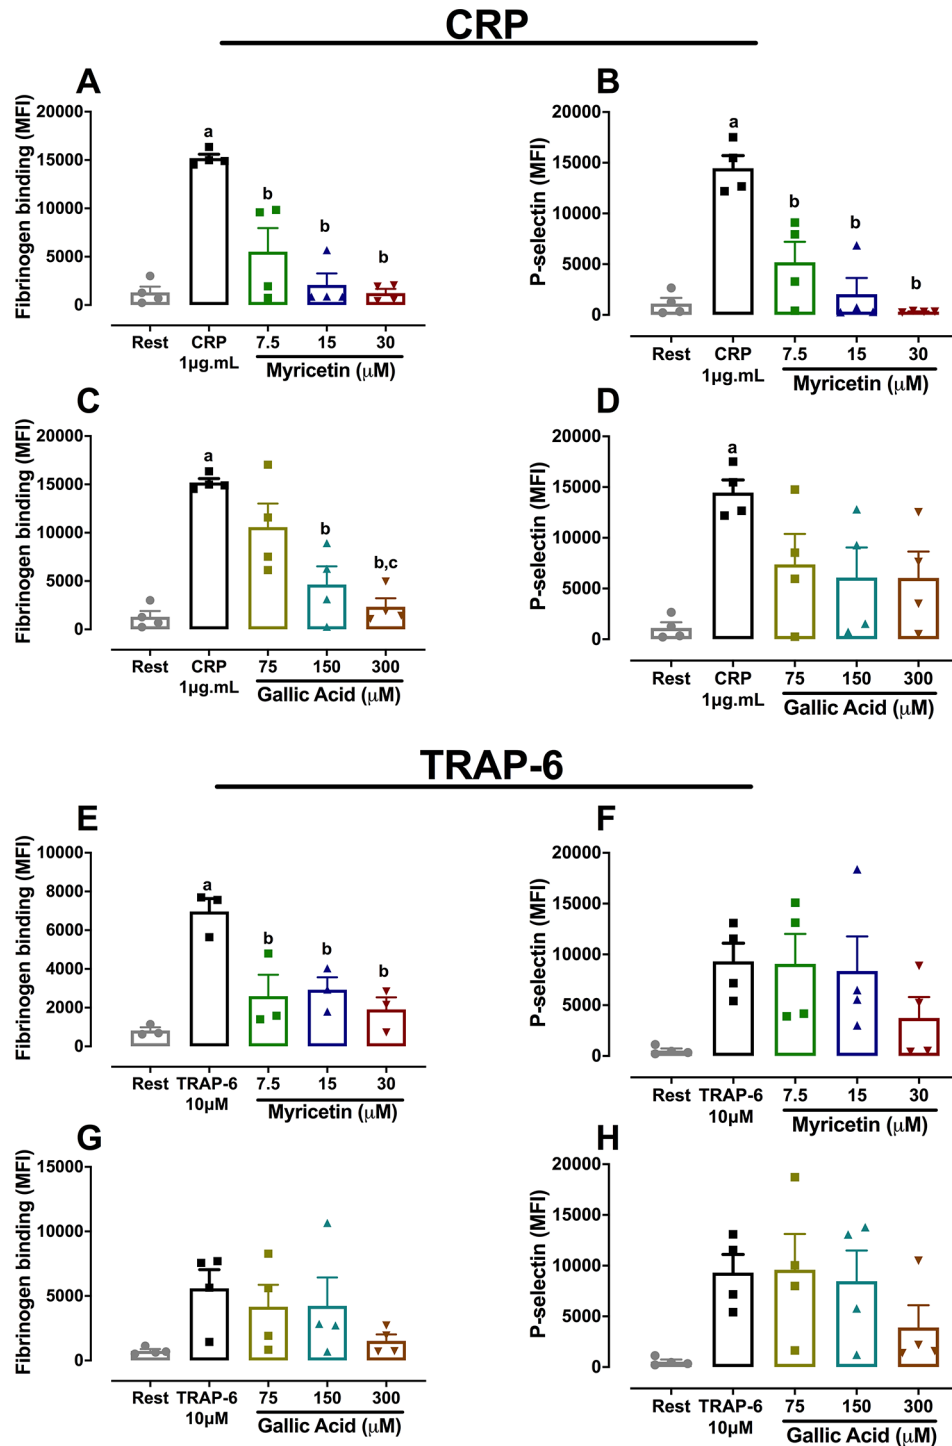 CRP
A
Fibrinogen binding (MFI)
20000
15000
10000
5000
0
a
b
b
b
Rest CRP 7.5 15 30
1µg.mL
Myricetin (µM)
B
P-selectin (MFI)
20000
15000
10000
5000
0
a
b
b
b
Rest CRP 7.5 15 30
1µg.mL
Myricetin (µM)
C
Fibrinogen binding (MFI)
20000
15000
10000
5000
0
a
b
b,c
Rest CRP 75 150 300
1µg.mL
Gallic Acid (µM)
D
P-selectin (MFI)
20000
15000
10000
5000
0
a
Rest CRP 75 150 300
1µg.mL
Gallic Acid (µM)
TRAP-6
E
Fibrinogen binding (MFI)
10000
8000
6000
4000
2000
0
a
b
b
b
Rest TRAP-6 7.5 15 30
10µM
Myricetin (µM)
F
P-selectin (MFI)
20000
15000
10000
5000
0
Rest TRAP-6 7.5 15 30
10µM
Myricetin (µM)
G
Fibrinogen binding (MFI)
15000
10000
5000
0
Rest TRAP-6 75 150 300
10µM
Gallic Acid (µM)
H
P-selectin (MFI)
20000
15000
10000
5000
0
Rest TRAP-6 75 150 300
10µM
Gallic Acid (µM)